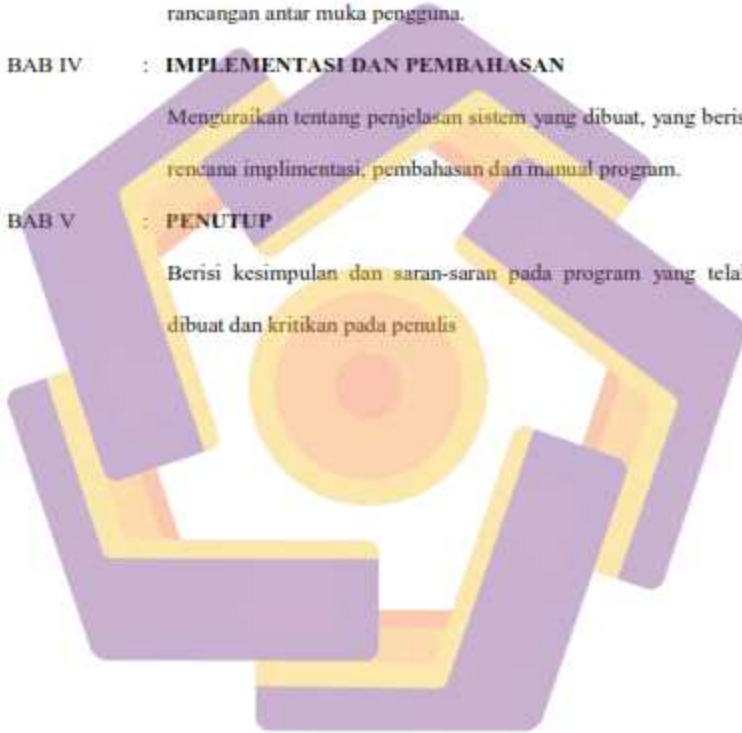 rancangan antar muka pengguna.
BAB IV : IMPLEMENTASI DAN PEMBAHASAN
Menguraikan tentang penjelasan sistem yang dibuat, yang beris
rencana implimentasi, pembahasan dan manual program.
BAB V : PENUTUP
Berisi kesimpulan dan saran-saran pada program yang tela
dibuat dan kritikan pada penulis